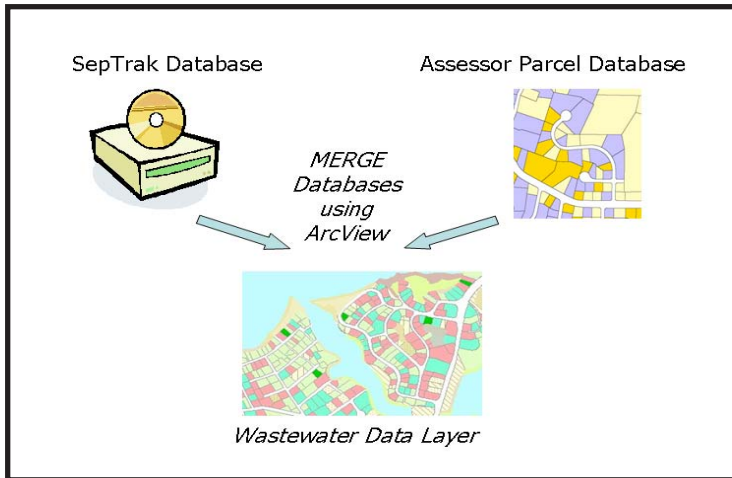 SepTrak Database
Assessor Parcel Database
MERGE
Databases
using
ArcView
Wastewater Data Layer